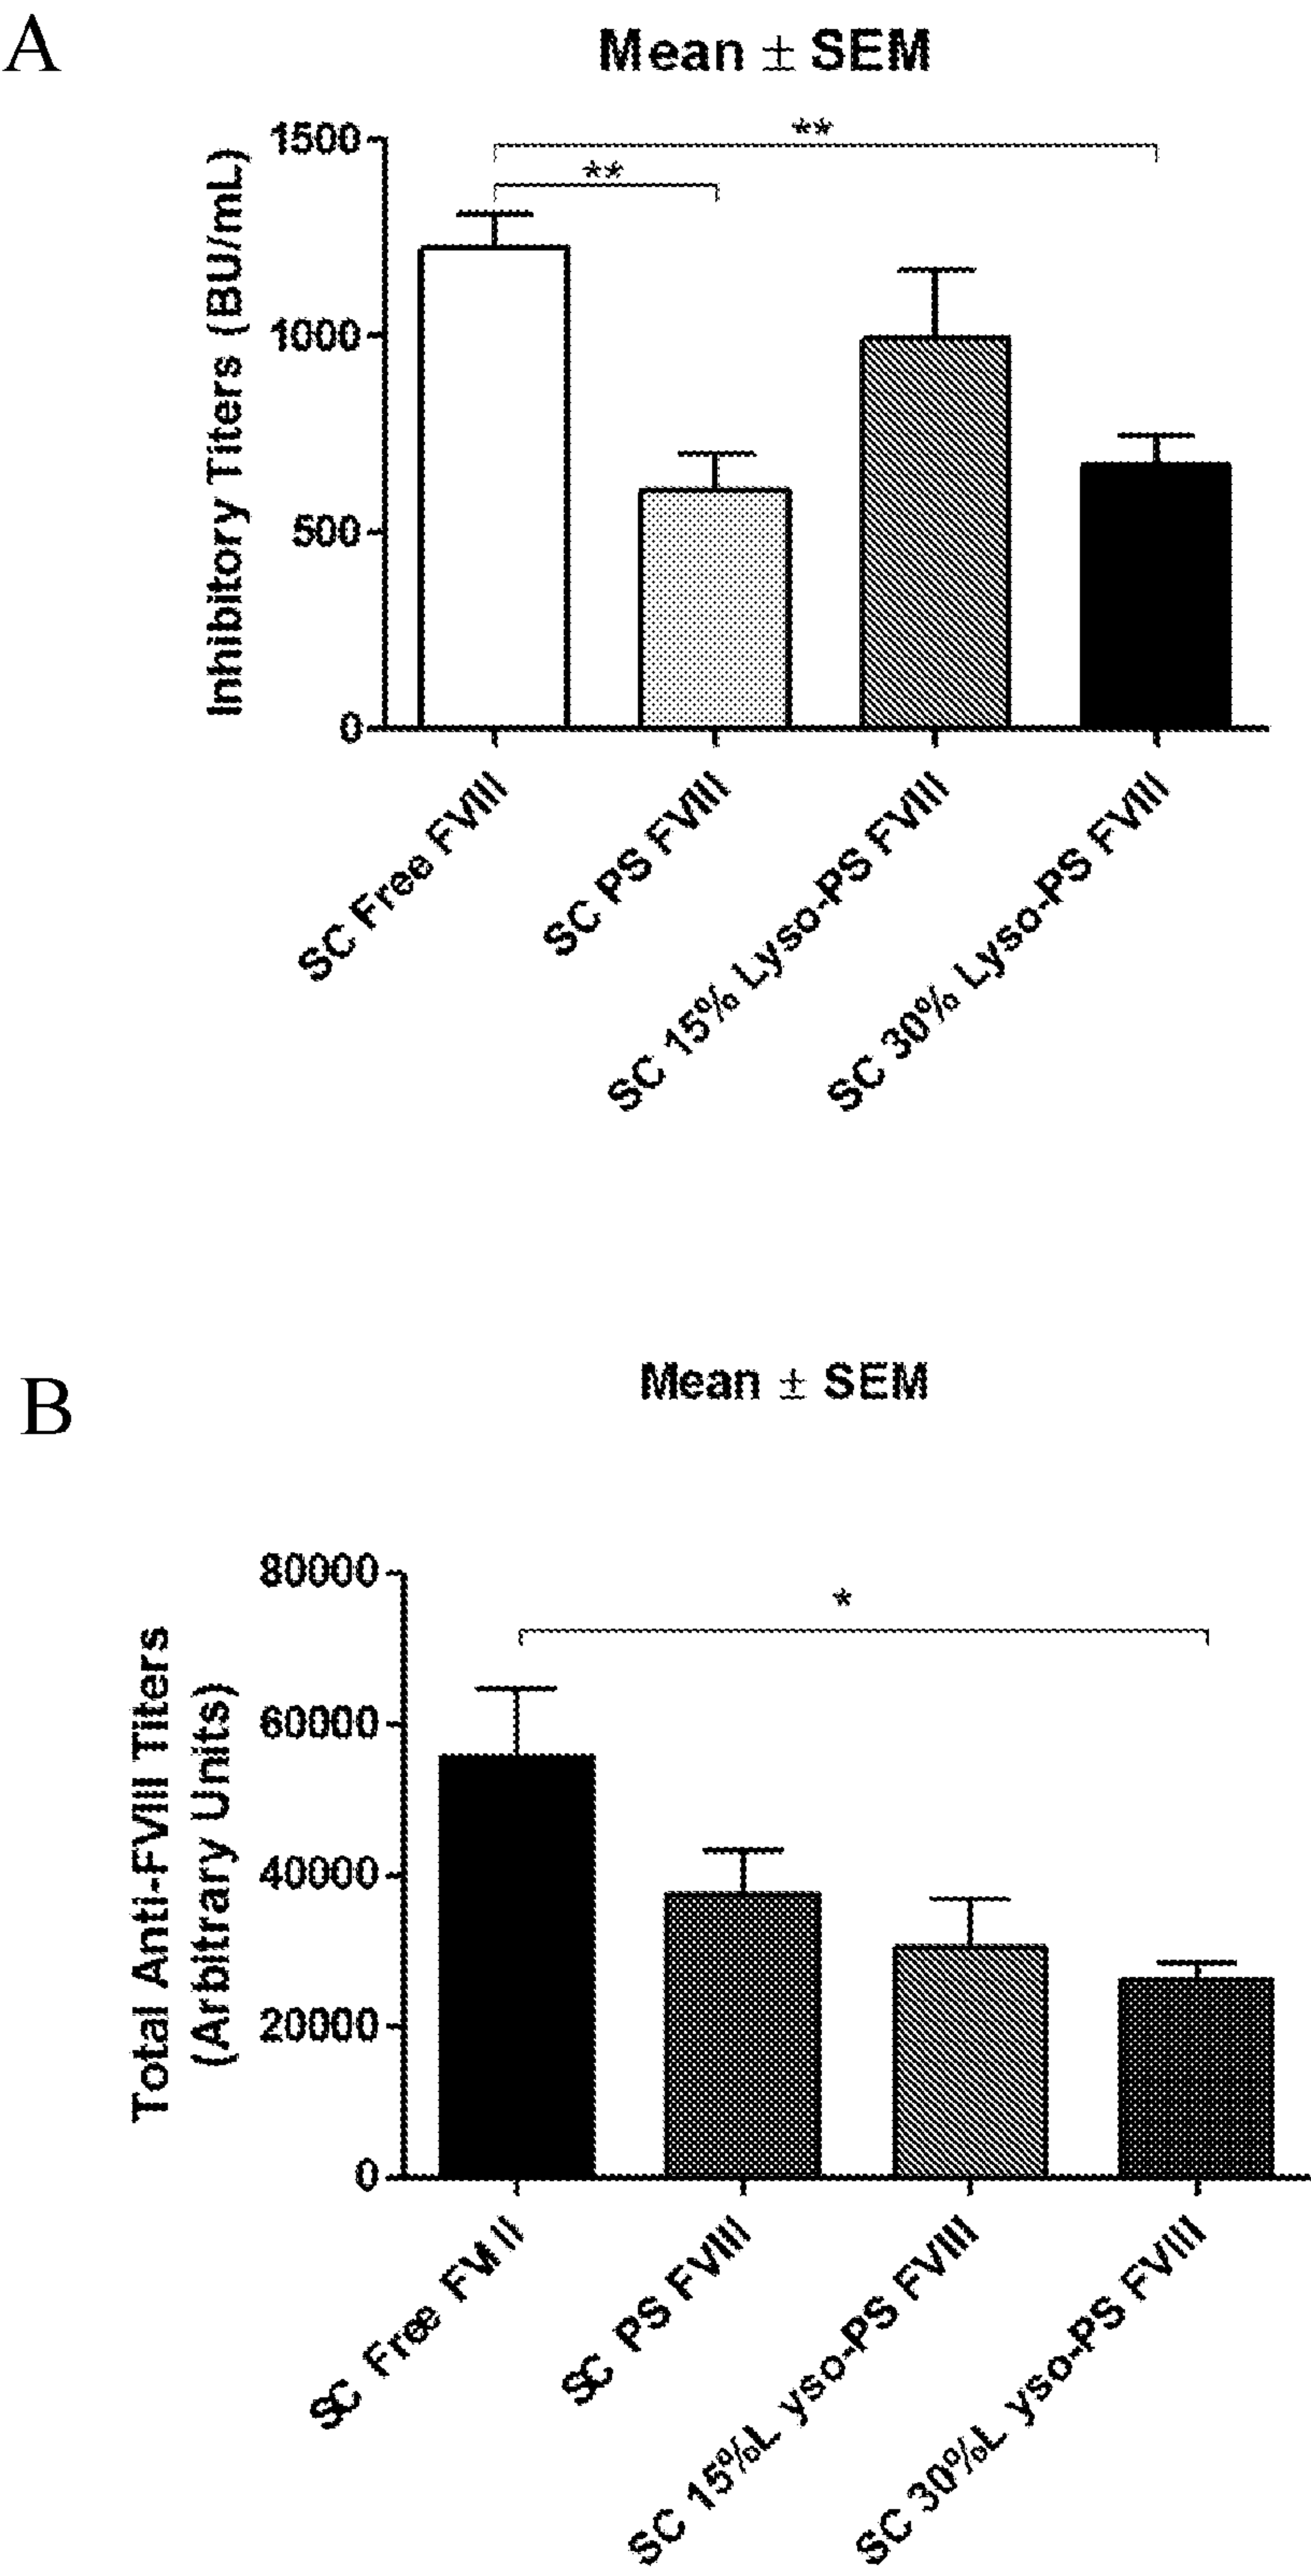 A
Mean ± SEM
Inhibitory Titers (BU/mL)
1500
1000
500
0
**
**
SC Free FVIII
SC PS FVIII
SC 15% Lyso-PS FVIII
SC 30% Lyso-PS FVIII
B
Mean ± SEM
Total Anti-FVIII Titers
(Arbitrary Units)
80000
60000
40000
20000
0
*
SC Free FVIII
SC PS FVIII
SC 15%L yso-PS FVIII
SC 30%L yso-PS FVIII